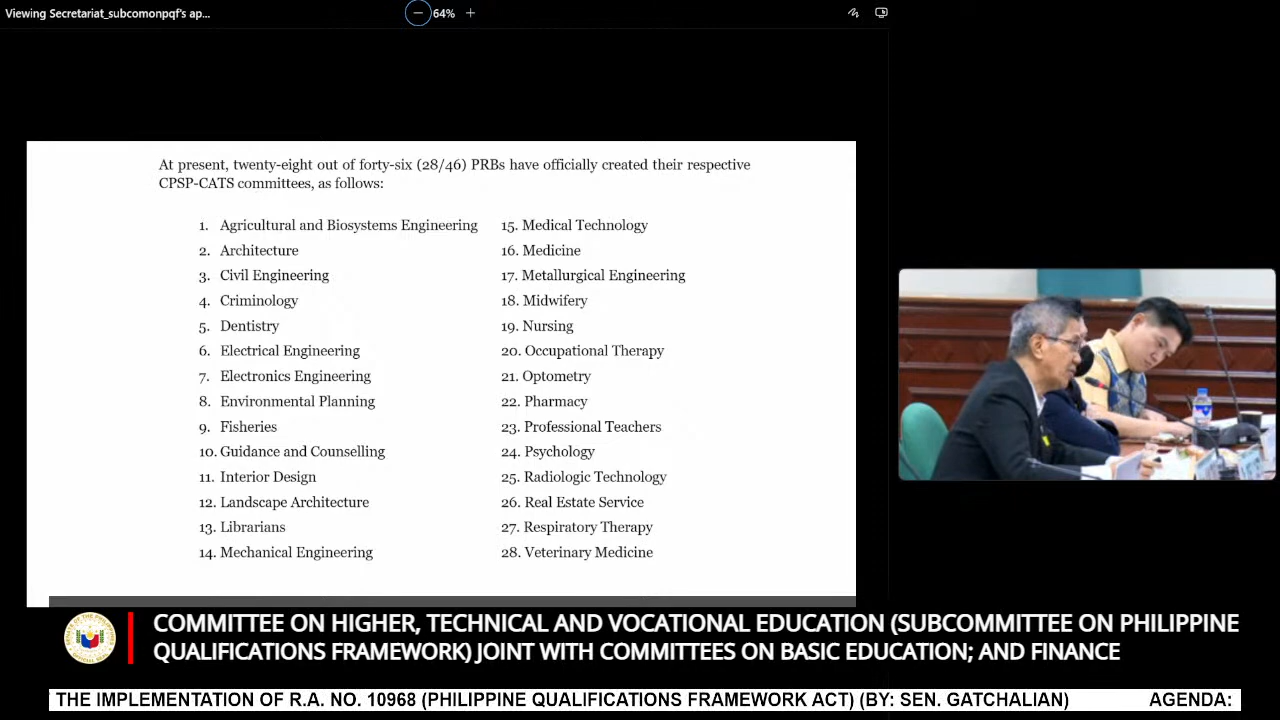 Viewing Secretariat_subcomonpqf's ap...
64%
At present, twenty-eight out of forty-six (28/46) PRBs have officially created their respective
CPSP-CATS committees, as follows:
1. Agricultural and Biosystems Engineering
2. Architecture
3. Civil Engineering
4. Criminology
5. Dentistry
6. Electrical Engineering
7. Electronics Engineering
8. Environmental Planning
9. Fisheries
10. Guidance and Counselling
11. Interior Design
12. Landscape Architecture
13. Librarians
14. Mechanical Engineering
15. Medical Technology
16. Medicine
17. Metallurgical Engineering
18. Midwifery
19. Nursing
20. Occupational Therapy
21. Optometry
22. Pharmacy
23. Professional Teachers
24. Psychology
25. Radiologic Technology
26. Real Estate Service
27. Respiratory Therapy
28. Veterinary Medicine
COMMITTEE ON HIGHER, TECHNICAL AND VOCATIONAL EDUCATION (SUBCOMMITTEE ON PHILIPPINE
QUALIFICATIONS FRAMEWORK) JOINT WITH COMMITTEES ON BASIC EDUCATION; AND FINANCE
THE IMPLEMENTATION OF R.A. NO. 10968 (PHILIPPINE QUALIFICATIONS FRAMEWORK ACT) (BY: SEN. GATCHALIAN) AGENDA: